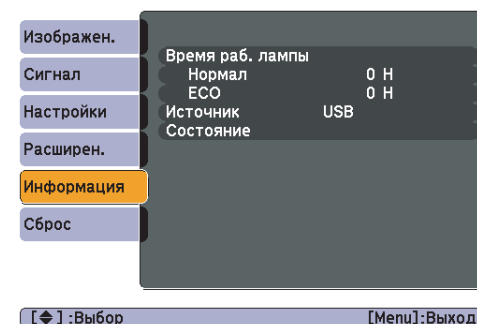 Изображен.
Сигнал
Настройки
Расширен.
Информация
Сброс
Время раб. лампы
Нормал 0 H
ECO 0 H
Источник USB
Состояние
[◆] :Выбор [Menu]:Выход